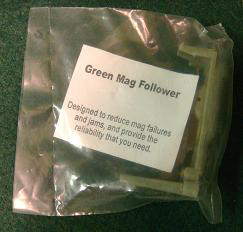 Green Mag Follower
Designed to reduce mag failures
and jams, and provide the
reliability that you need.